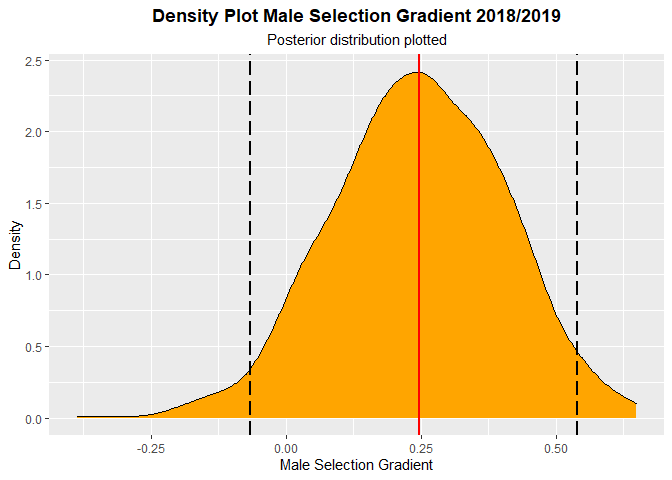 Density Plot Male Selection Gradient 2018/2019
Posterior distribution plotted
2.5
2.0
1.5
1.0
0.5
0.0
Density
-0.25 0.00 0.25 0.50
Male Selection Gradient